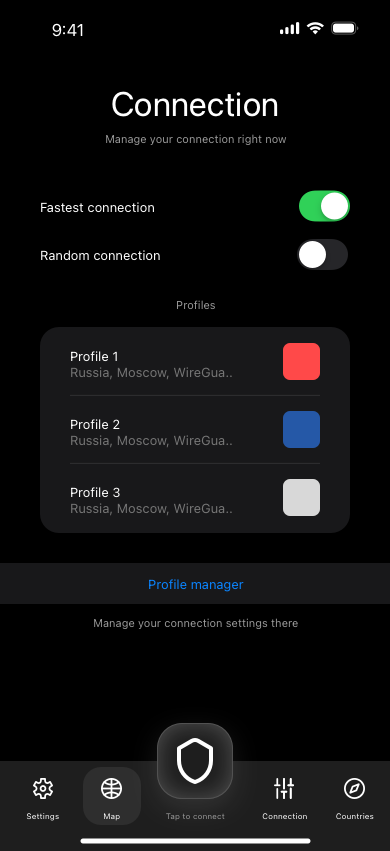 9:41
Connection
Manage your connection right now
Fastest connection
Random connection
Profiles
Profile 1
Russia, Moscow, WireGua..
Profile 2
Russia, Moscow, WireGua..
Profile 3
Russia, Moscow, WireGua..
Profile manager
Manage your connection settings there
Settings
Map
Tap to connect
Connection
Countries